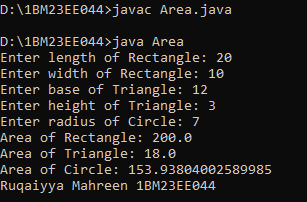 D:\1BM23EE044>javac Area.java
D:\1BM23EE044>java Area
Enter length of Rectangle: 20
Enter width of Rectangle: 10
Enter base of Triangle: 12
Enter height of Triangle: 3
Enter radius of Circle: 7
Area of Rectangle: 200.0
Area of Triangle: 18.0
Area of Circle: 153.93804002589985
Ruqaiyya Mahreen 1BM23EE044